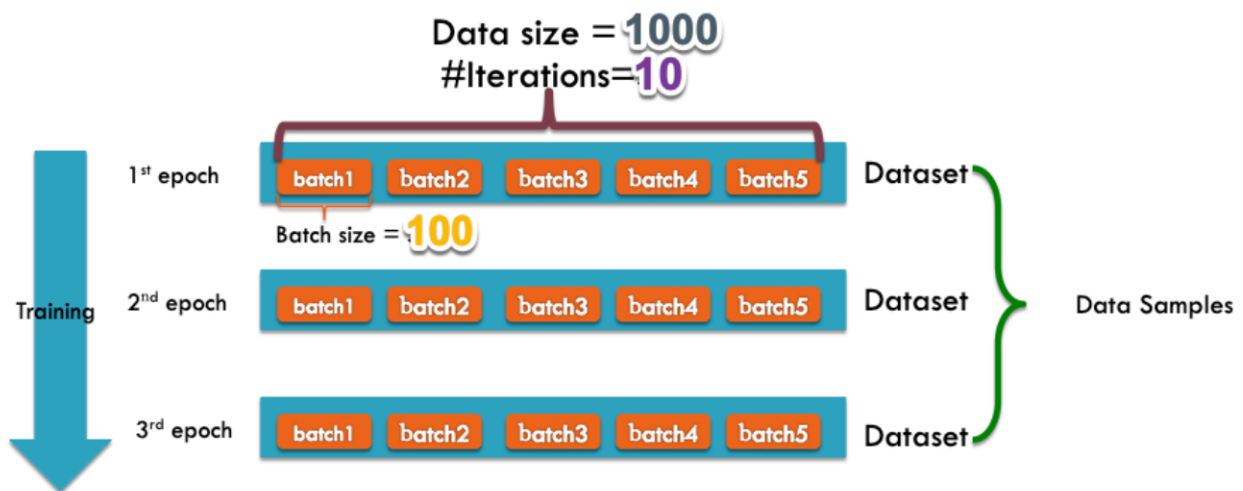 Data size = 1000
#Iterations=10
1st epoch
batch1 batch2 batch3 batch4 batch5
Dataset
Batch size = 100
Training
2nd epoch
batch1 batch2 batch3 batch4 batch5
Dataset
Data Samples
3rd epoch
batch1 batch2 batch3 batch4 batch5
Dataset